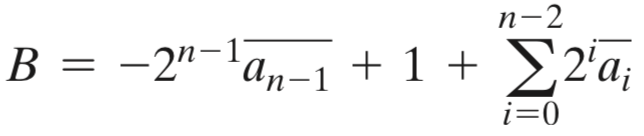 $B = -2^{n-1}\overline{a_{n-1}} + 1 + \sum_{i=0}^{n-2} 2^i \overline{a_i}$